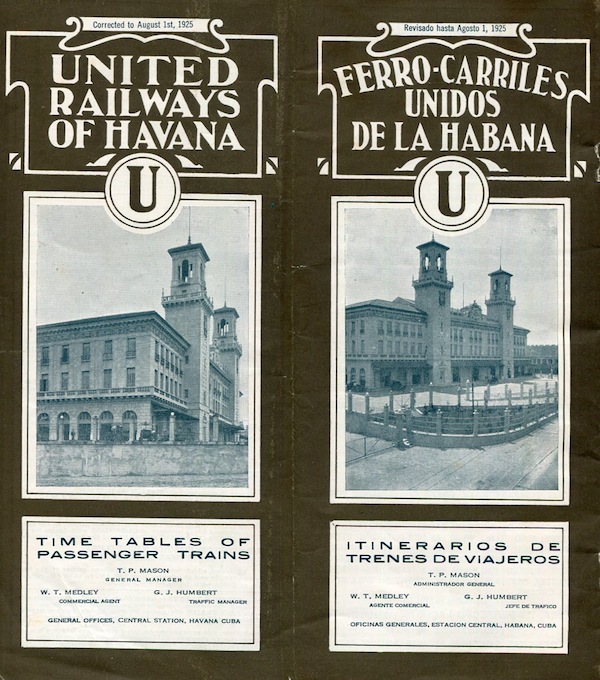 Corrected to August 1st, 1925
UNITED
RAILWAYS
OF HAVANA
U
TIME TABLES OF
PASSENGER TRAINS
T. P. MASON
GENERAL MANAGER
W. T. MEDLEY G. J. HUMBERT
COMMERCIAL AGENT TRAFFIC MANAGER
GENERAL OFFICES, CENTRAL STATION, HAVANA CUBA
Revisado hasta Agosto 1, 1925
FERRO-CARRILES
UNIDOS
DE LA HABANA
U
ITINERARIOS DE
TRENES DE VIAJEROS
T. P. MASON
ADMINISTRADOR GENERAL
W. T. MEDLEY G. J. HUMBERT
AGENTE COMERCIAL JEFE DE TRAFICO
OFICINAS GENERALES, ESTACION CENTRAL, HABANA, CUBA